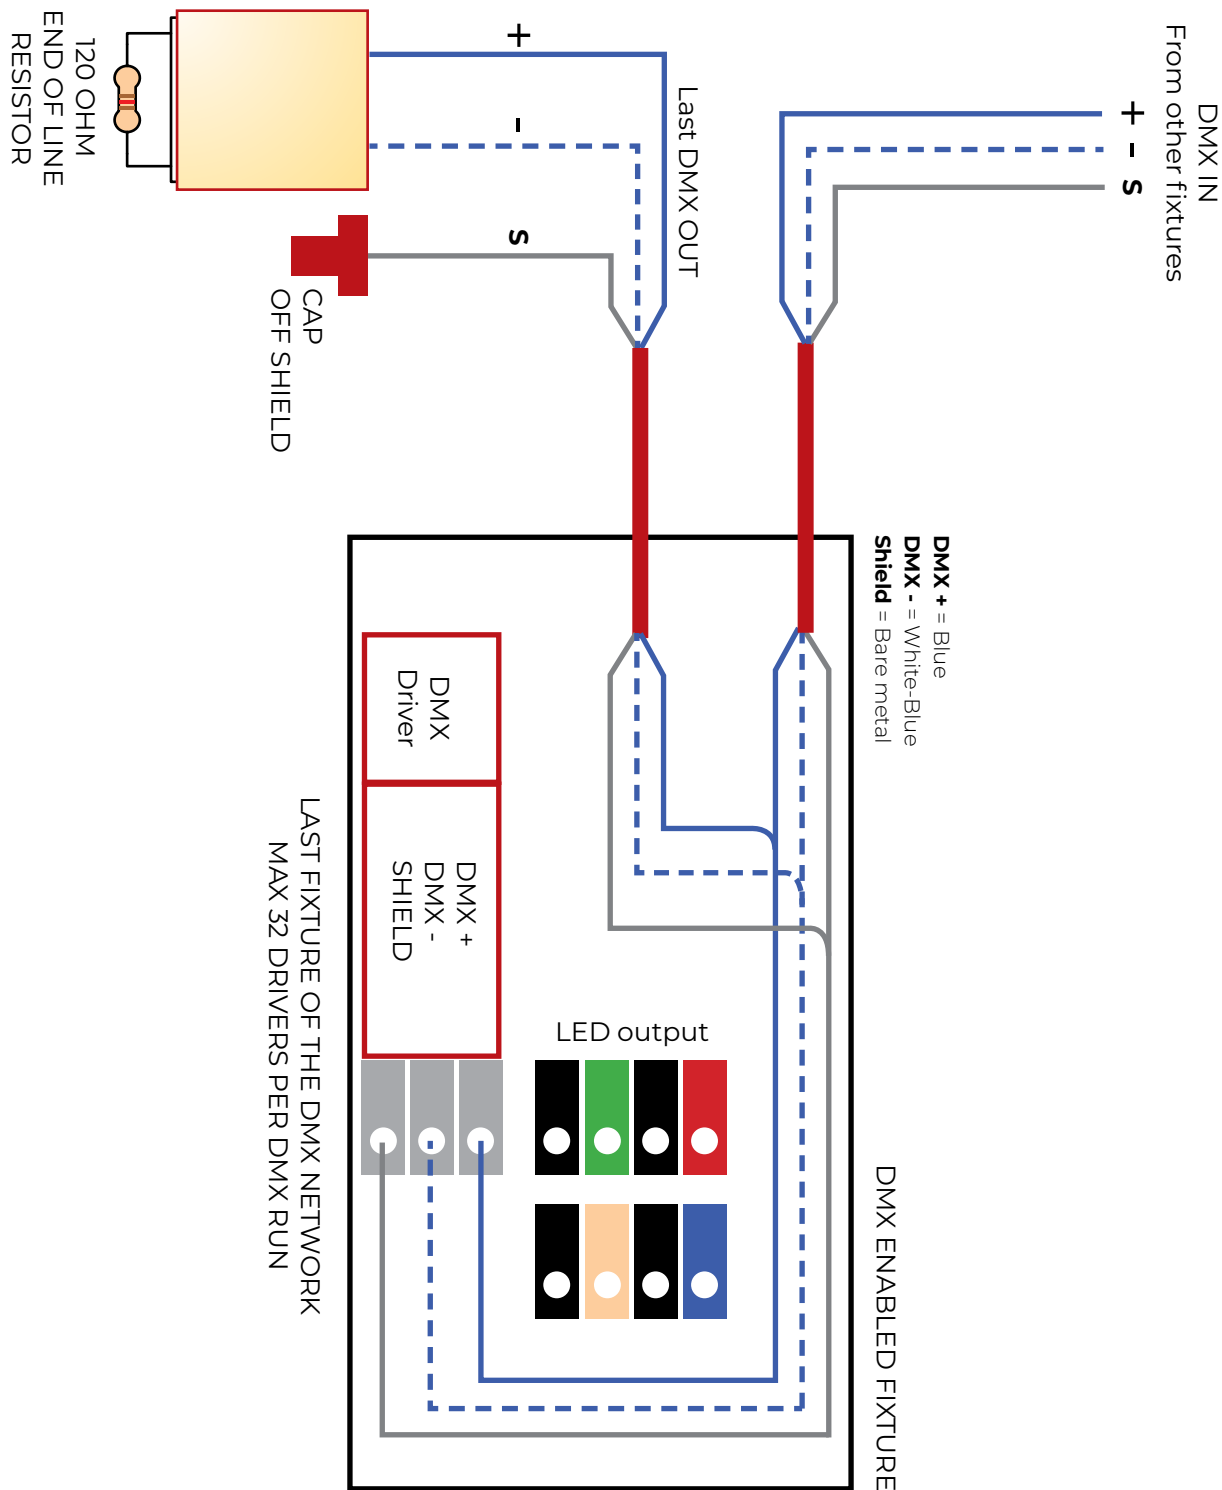 DMX IN
From other fixtures
+
-
S
DMX + = Blue
DMX - = White-Blue
Shield = Bare metal
DMX ENABLED FIXTURE
Last DMX OUT
+
-
S
120 OHM
END OF LINE
RESISTOR
CAP
OFF SHIELD
DMX
Driver
DMX +
DMX -
SHIELD
LED output
LAST FIXTURE OF THE DMX NETWORK
MAX 32 DRIVERS PER DMX RUN